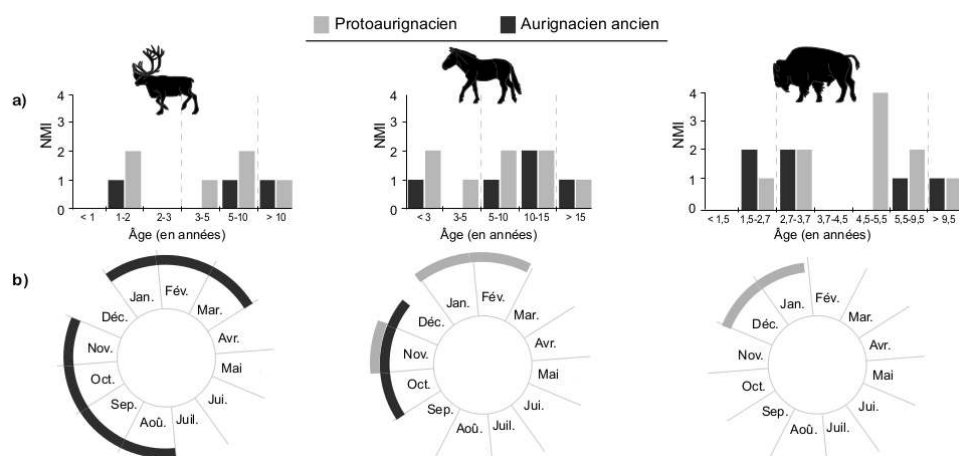 Protoaurignacien Aurignacien ancien
a)
NMI
4
3
2
1
0
< 1 1-2 2-3 3-5 5-10 > 10
Âge (en années)
NMI
4
3
2
1
0
< 3 3-5 5-10 10-15 > 15
Âge (en années)
NMI
4
3
2
1
0
< 1,5 1,5-2,7 2,7-3,7 3,7-4,5 4,5-5,5 5,5-9,5 > 9,5
Âge (en années)
b)
Jan.
Fév.
Mar.
Avr.
Mai
Jui.
Juil.
Aoû.
Sep.
Oct.
Nov.
Déc.
Jan.
Fév.
Mar.
Avr.
Mai
Jui.
Juil.
Aoû.
Sep.
Oct.
Nov.
Déc.
Jan.
Fév.
Mar.
Avr.
Mai
Jui.
Juil.
Aoû.
Sep.
Oct.
Nov.
Déc.